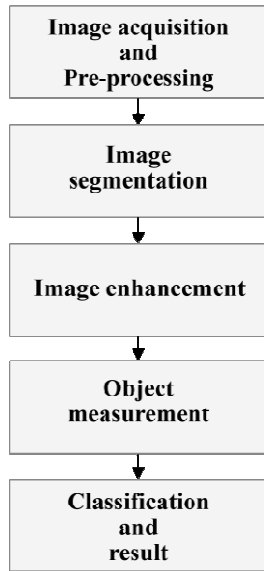 Image acquisition
and
Pre-processing
Image
segmentation
Image enhancement
Object
measurement
Classification
and
result